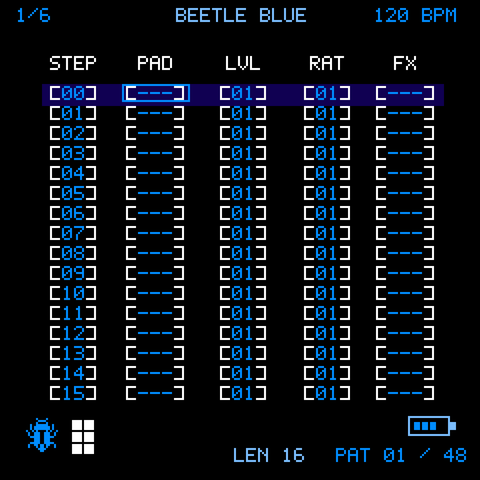 1/6 BEETLE BLUE 120 BPM
STEP PAD LVL RAT FX
[00] [---] [01] [01] [---]
[01] [---] [01] [01] [---]
[02] [---] [01] [01] [---]
[03] [---] [01] [01] [---]
[04] [---] [01] [01] [---]
[05] [---] [01] [01] [---]
[06] [---] [01] [01] [---]
[07] [---] [01] [01] [---]
[08] [---] [01] [01] [---]
[09] [---] [01] [01] [---]
[10] [---] [01] [01] [---]
[11] [---] [01] [01] [---]
[12] [---] [01] [01] [---]
[13] [---] [01] [01] [---]
[14] [---] [01] [01] [---]
[15] [---] [01] [01] [---]
LEN 16 PAT 01 / 48